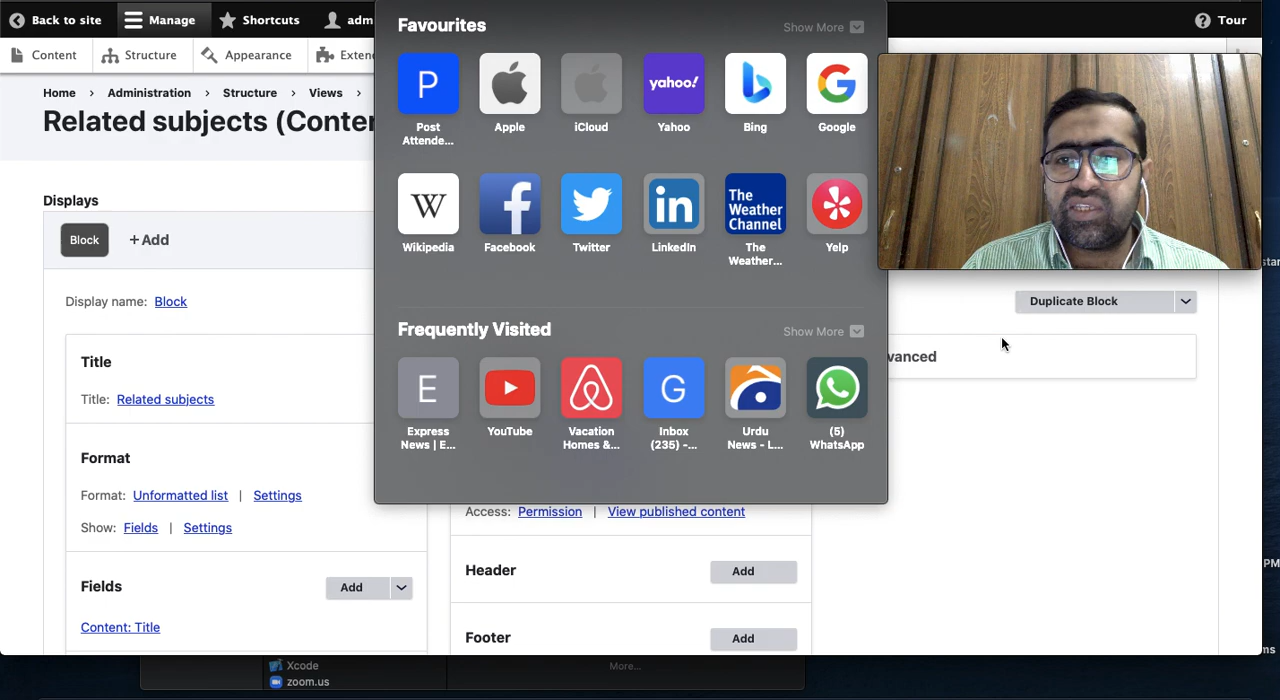 Back to site
Manage
Shortcuts
adm
Tour
Content
Structure
Appearance
Exten
Home > Administration > Structure > Views >
Related subjects (Conten
Displays
Block
+ Add
Display name: Block
Duplicate Block
Title
Title: Related subjects
vanced
Format
Format: Unformatted list | Settings
Show: Fields | Settings
Fields
Add
Content: Title
Access: Permission | View published content
Header
Add
Footer
Add
Favourites
Show More
P
Post
Attende...
Apple
iCloud
yahoo!
Yahoo
b
Bing
G
Google
W
Wikipedia
f
Facebook
Twitter
in
LinkedIn
The
Weather
Channel
The
Weather...
Yelp
Frequently Visited
Show More
E
Express
News | E...
YouTube
Vacation
Homes &...
G
Inbox
(235) -...
Urdu
News - L...
(5)
WhatsApp
Xcode
zoom.us
More...
star
PM
ms